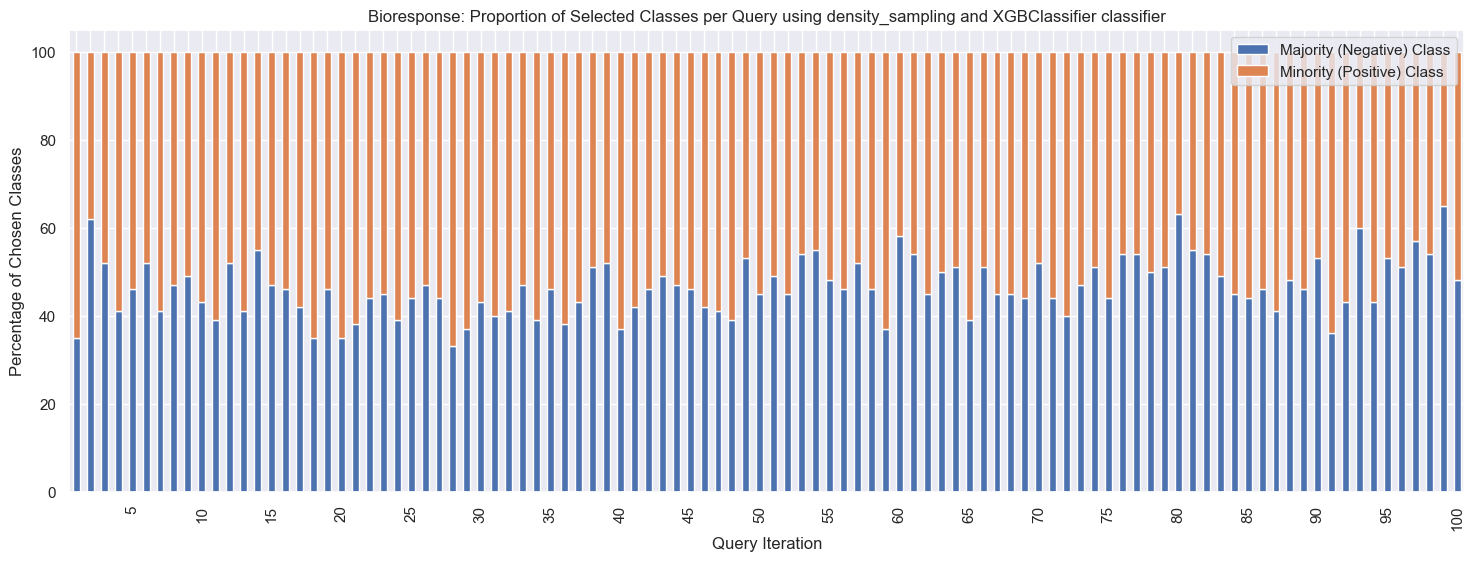 Bioresponse: Proportion of Selected Classes per Query using density_sampling and XGBClassifier classifier
Majority (Negative) Class
Minority (Positive) Class
Percentage of Chosen Classes
100
80
60
40
20
0
5 10 15 20 25 30 35 40 45 50 55 60 65 70 75 80 85 90 95 100
Query Iteration